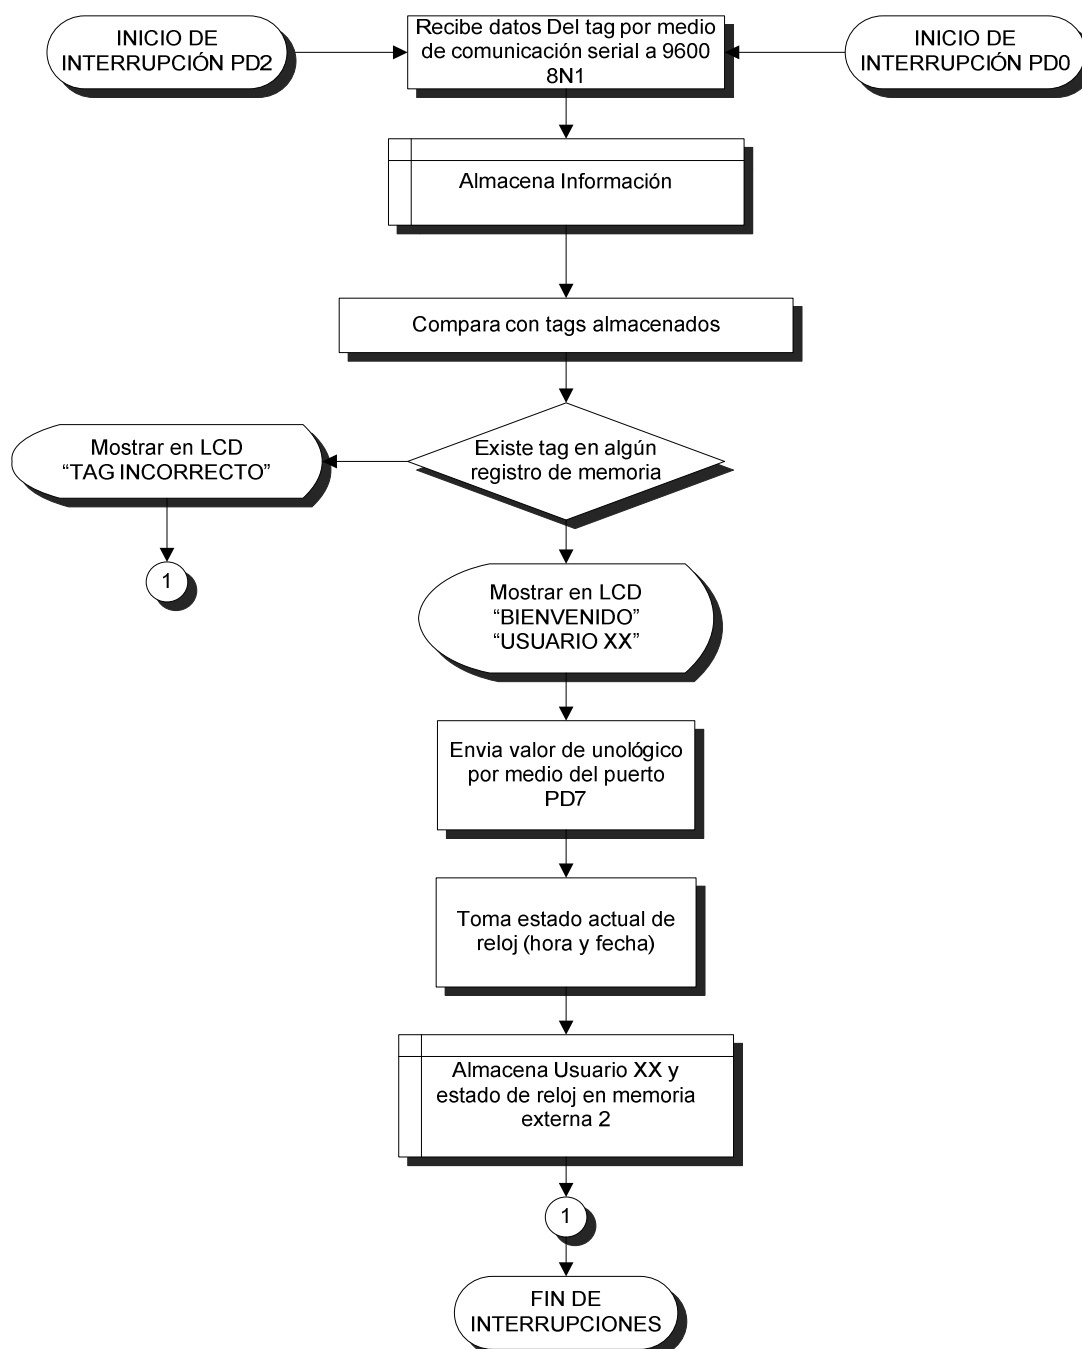 INICIO DE
INTERRUPCIÓN PD2
Recibe datos Del tag por medio
de comunicación serial a 9600
8N1
INICIO DE
INTERRUPCIÓN PD0
Almacena Información
Compara con tags almacenados
Existe tag en algún
registro de memoria
Mostrar en LCD
“TAG INCORRECTO”
1
Mostrar en LCD
“BIENVENIDO”
“USUARIO XX”
Envia valor de unológico
por medio del puerto
PD7
Toma estado actual de
reloj (hora y fecha)
Almacena Usuario XX y
estado de reloj en memoria
externa 2
1
FIN DE
INTERRUPCIONES